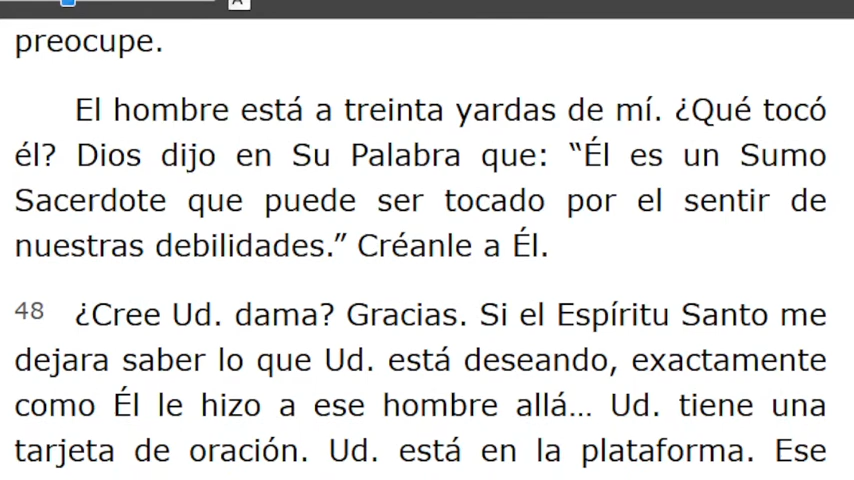 A
preocupe.
El hombre está a treinta yardas de mí. ¿Qué tocó
él? Dios dijo en Su Palabra que: “Él es un Sumo
Sacerdote que puede ser tocado por el sentir de
nuestras debilidades.” Créanle a Él.
48 ¿Cree Ud. dama? Gracias. Si el Espíritu Santo me
dejara saber lo que Ud. está deseando, exactamente
como Él le hizo a ese hombre allá... Ud. tiene una
tarjeta de oración. Ud. está en la plataforma. Ese